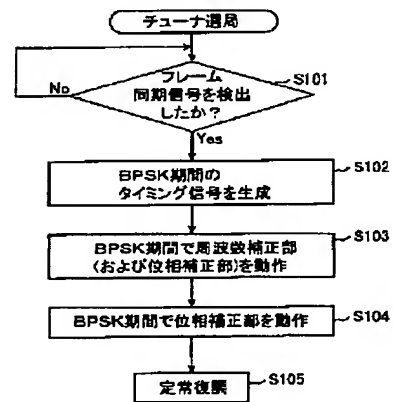 チューナ選局
フレーム
同期信号を検出
したか?
S101
No
Yes
BPSK期間の
タイミング信号を生成
S102
BPSK期間で周波数補正部
(および位相補正部)を動作
S103
BPSK期間で位相補正部を動作
S104
定常復調
S105